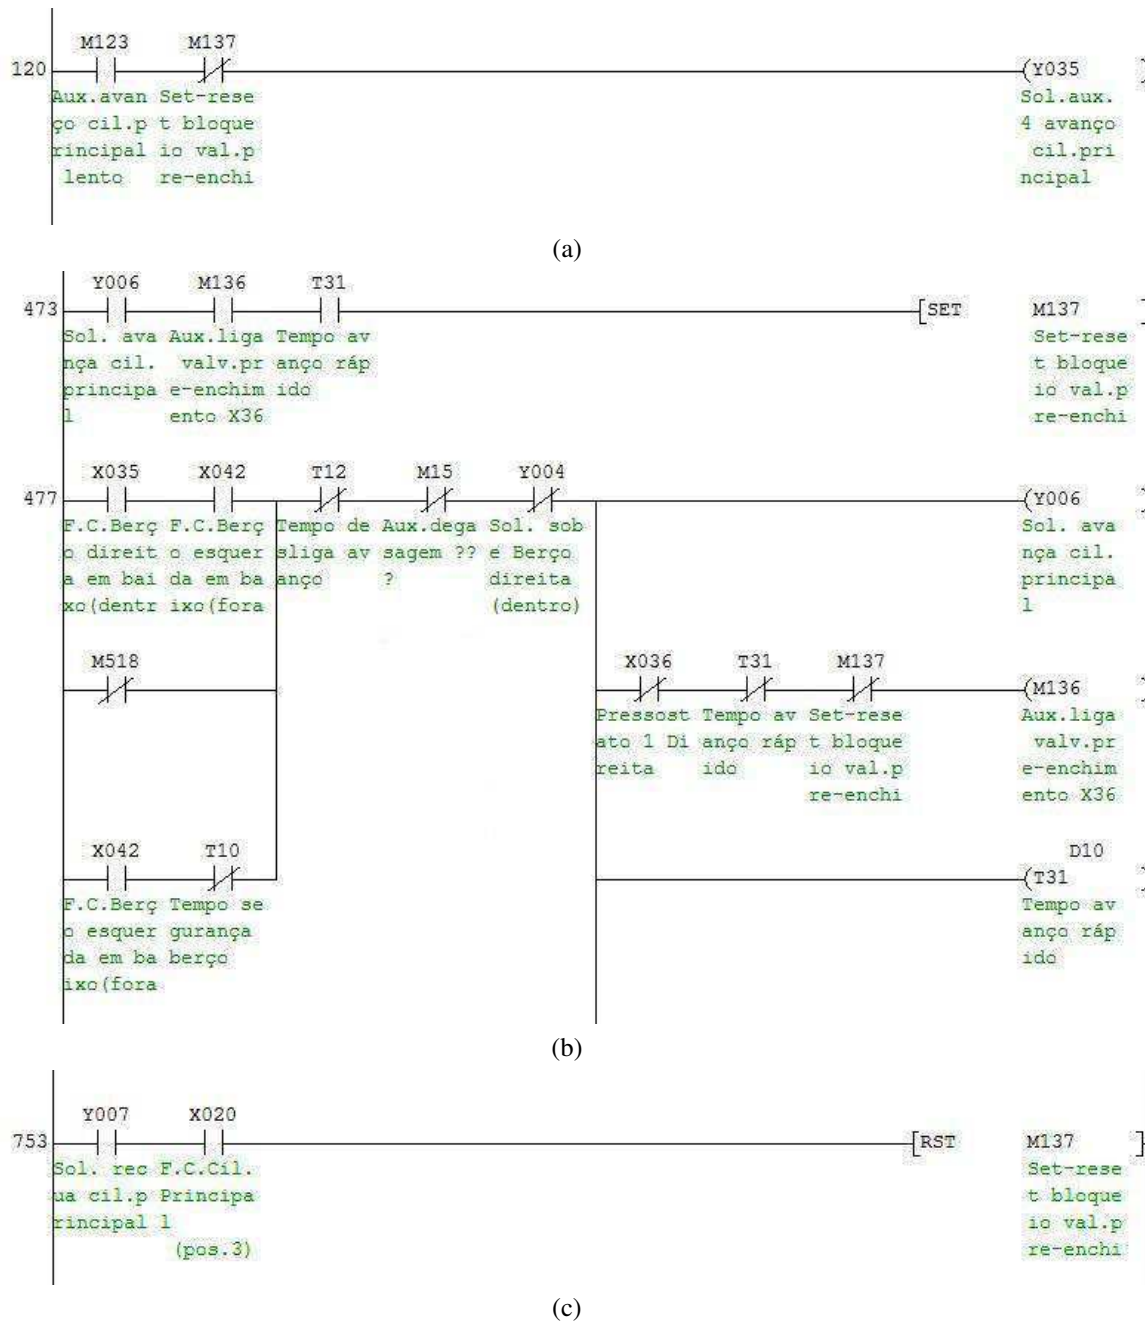 M123 M137
120 (Y035
Aux.avan Set-rese Sol.aux.
ço cil.p t bloque 4 avanço
rincipal io val.p cil.pri
lento re-enchi ncipal
(a)
Y006 M136 T31
473 [SET M137 ]
Sol. ava Aux.liga Tempo av Set-rese
nça cil. valv.pr anço ráp t bloque
principa e-enchim ido io val.p
l ento X36 re-enchi
X035 X042 T12 M15 Y004
477 (Y006
F.C.Berç F.C.Berç Tempo de Aux.dega Sol. sob Sol. ava
o direit o esquer sliga av sagem ?? e Berço nça cil.
a em bai da em ba anço ? direita principa
xo(dentr ixo(fora (dentro) l
M518 X036 T31 M137
(M136
Pressost Tempo av Set-rese Aux.liga
ato 1 Di anço ráp t bloque valv.pr
reita ido io val.p e-enchim
re-enchi ento X36
X042 T10 D10
(T31
F.C.Berç Tempo se Tempo av
o esquer gurança anço ráp
da em ba berço ido
ixo(fora
(b)
Y007 X020
753 [RST M137 ]
Sol. rec F.C.Cil. Set-rese
ua cil.p Principa t bloque
rincipal l io val.p
(pos.3) re-enchi
(c)